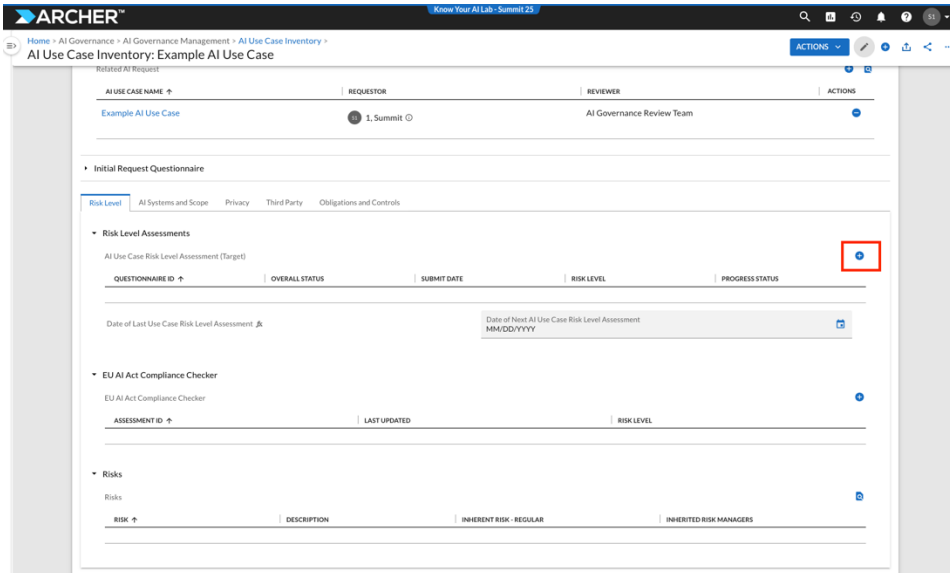 Know Your AI Lab - Summit 25
ARCHER™
S1
Home > AI Governance > AI Governance Management > AI Use Case Inventory >
AI Use Case Inventory: Example AI Use Case
ACTIONS
Related AI Request
AI USE CASE NAME REQUESTOR REVIEWER ACTIONS
Example AI Use Case S1 1, Summit AI Governance Review Team
Initial Request Questionnaire
Risk Level AI Systems and Scope Privacy Third Party Obligations and Controls
Risk Level Assessments
AI Use Case Risk Level Assessment (Target)
QUESTIONNAIRE ID OVERALL STATUS SUBMIT DATE RISK LEVEL PROGRESS STATUS
Date of Last Use Case Risk Level Assessment fx
Date of Next AI Use Case Risk Level Assessment
MM/DD/YYYY
EU AI Act Compliance Checker
EU AI Act Compliance Checker
ASSESSMENT ID LAST UPDATED RISK LEVEL
Risks
Risks
RISK DESCRIPTION INHERENT RISK - REGULAR INHERITED RISK MANAGERS